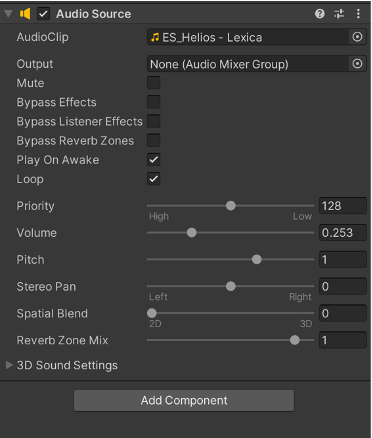 Audio Source
AudioClip ES_Helios - Lexica
Output None (Audio Mixer Group)
Mute
Bypass Effects
Bypass Listener Effects
Bypass Reverb Zones
Play On Awake
Loop
Priority 128
High Low
Volume 0.253
Pitch 1
Stereo Pan 0
Left Right
Spatial Blend 0
2D 3D
Reverb Zone Mix 1
3D Sound Settings
Add Component